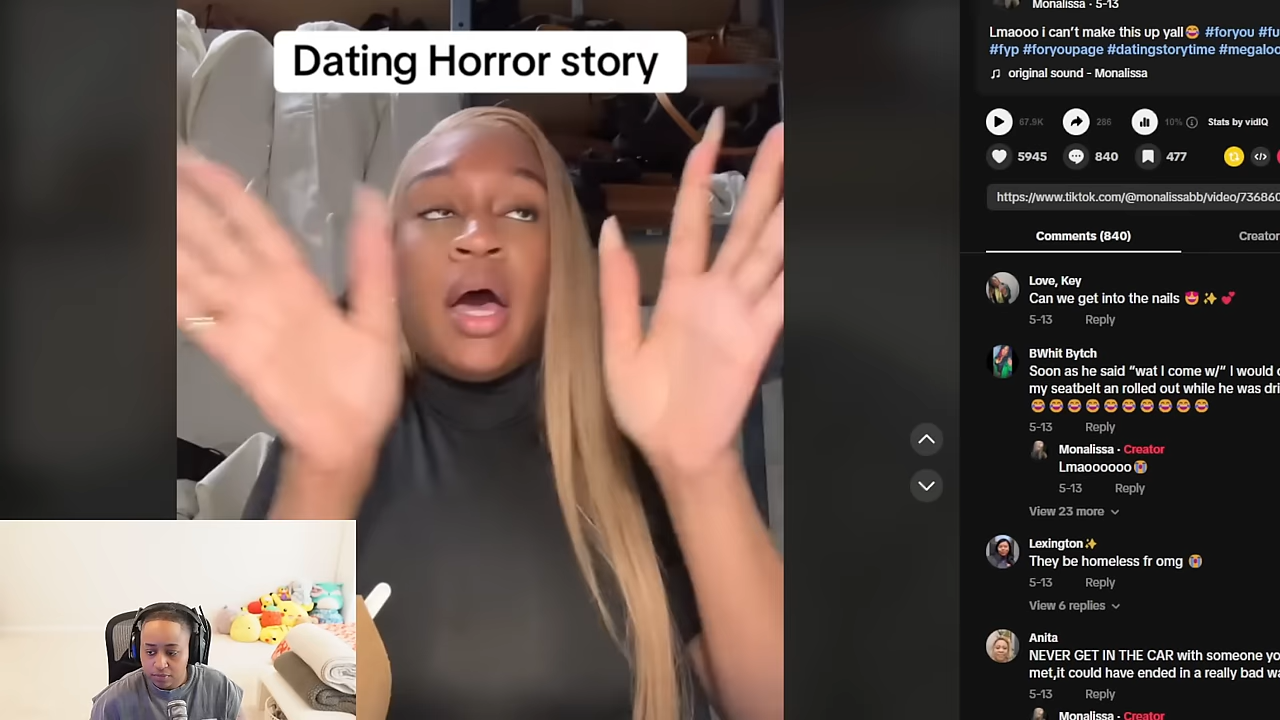 Dating Horror story
Monalissa · 5-13
Lmaooo i can't make this up yall😂 #foryou
#fyp #foryoupage #datingstorytime
original sound - Monalissa
67.9K 286 10% Stats by vidIQ
5945 840 477
https://www.tiktok.com/@monalissabb/video/73686
Comments (840)
Creator
Love, Key
Can we get into the nails 🤩✨💕
5-13 Reply
BWhit Bytch
Soon as he said “wat I come w/” I would
my seatbelt an rolled out while he was
😂😂😂😂😂😂😂😂😂😂
5-13 Reply
Monalissa · Creator
Lmaoooooo😭
5-13 Reply
View 23 more
Lexington✨
They be homeless fr omg 😭
5-13 Reply
View 6 replies
Anita
NEVER GET IN THE CAR with someone
met,it could have ended in a really bad
5-13 Reply
Monalissa · Creator